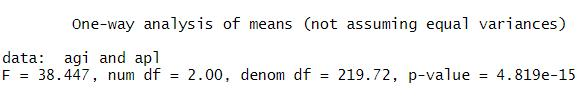 One-way analysis of means (not assuming equal variances)
data:  agi and apl
F = 38.447, num df = 2.00, denom df = 219.72, p-value = 4.819e-15